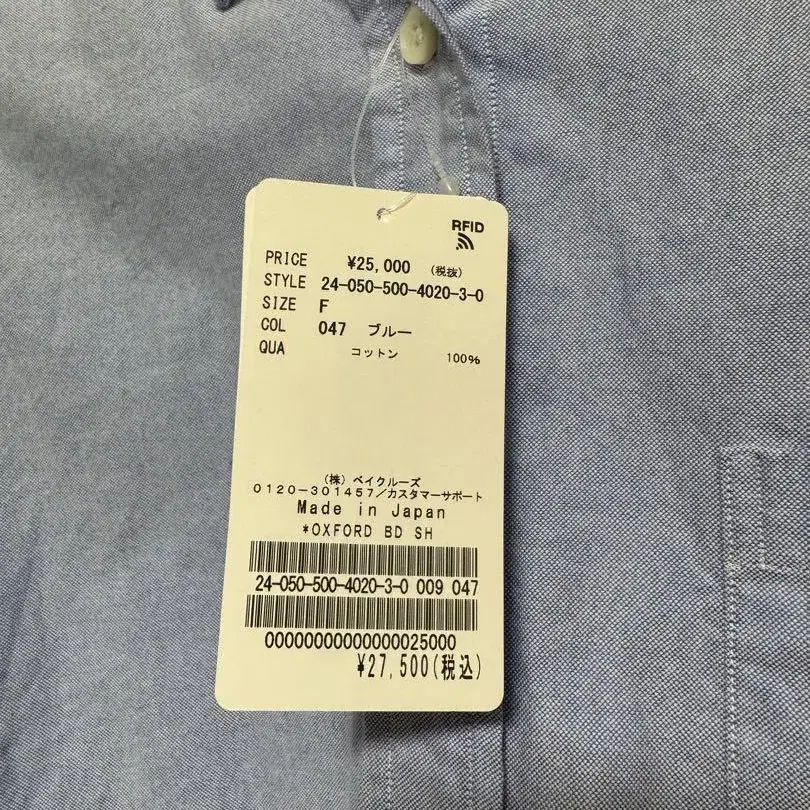 RFID
PRICE ¥25,000 (税抜)
STYLE 24-050-500-4020-3-0
SIZE F
COL 047 ブルー
QUA コットン 100%
(株) ベイクルーズ
0120-301457/カスタマーサポート
Made in Japan
*OXFORD BD SH
24-050-500-4020-3-0 009 047
00000000000000025000
¥27,500(税込)